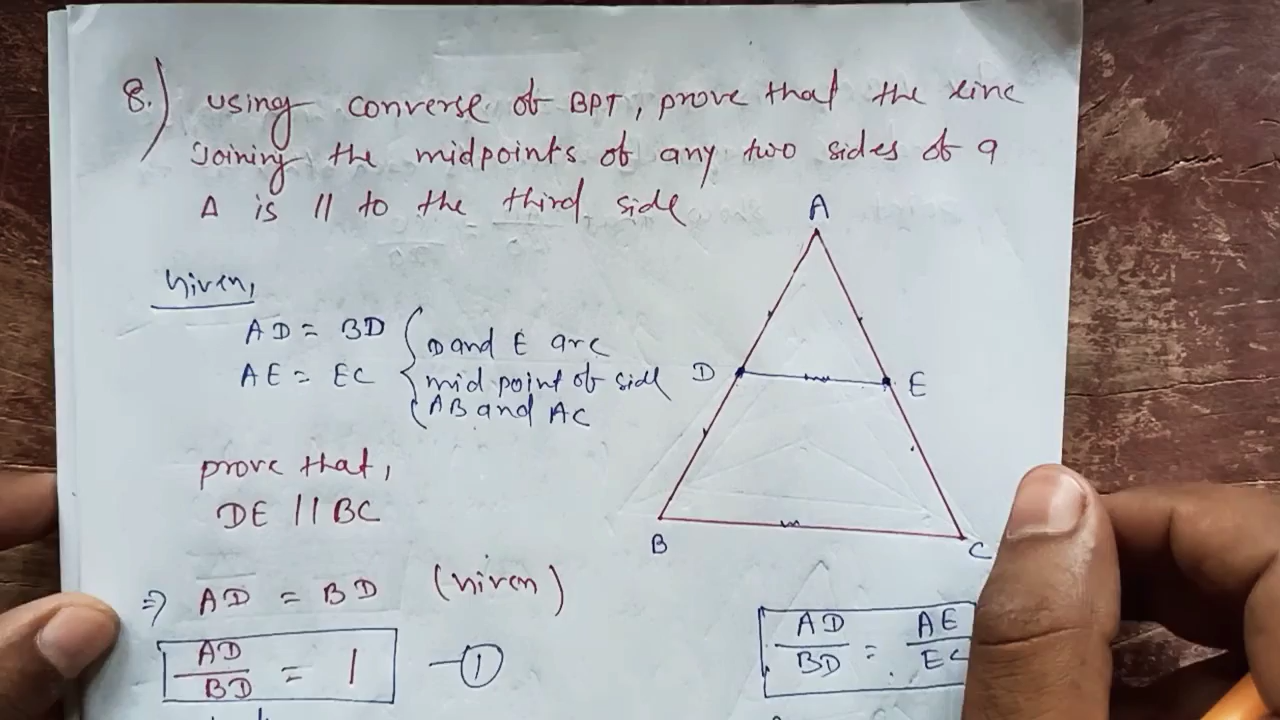 8.) using converse of BPT, prove that the line
Joining the midpoints of any two sides of a
Δ is || to the third side
Given,
AD = BD { D and E are
AE = EC { mid point of side
{ AB and AC
A
D
E
B
C
prove that,
DE || BC
=> AD = BD (Given)
AD/BD = 1 —①
AD/BD = AE/EC